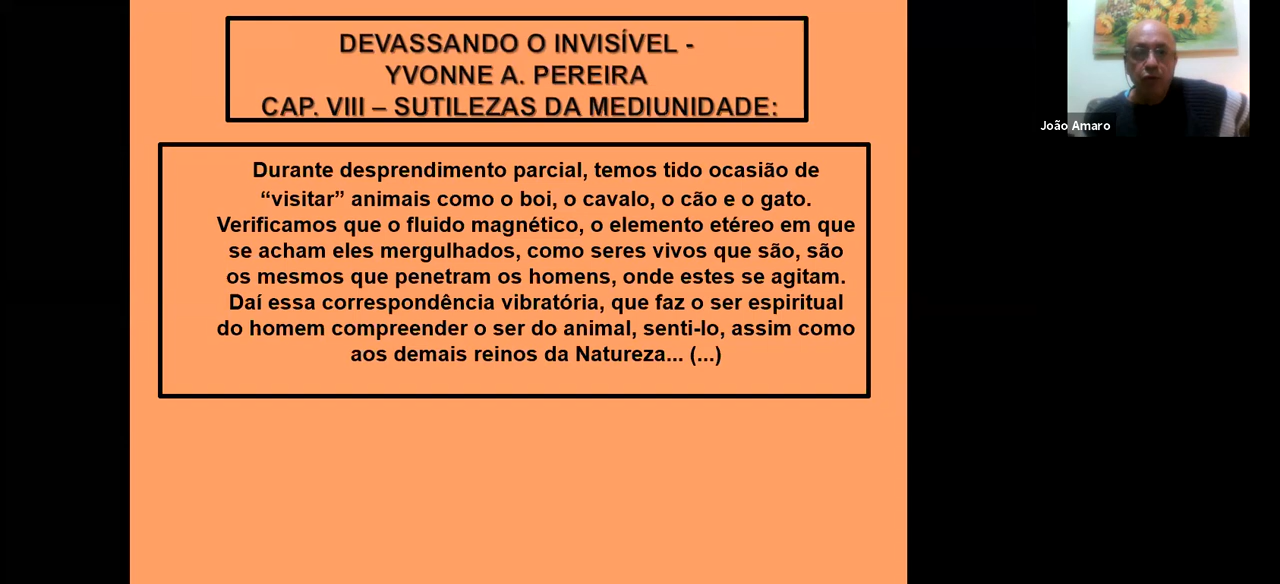 DEVASSANDO O INVISÍVEL -
YVONNE A. PEREIRA
CAP. VIII – SUTILEZAS DA MEDIUNIDADE:
Durante desprendimento parcial, temos tido ocasião de
“visitar” animais como o boi, o cavalo, o cão e o gato.
Verificamos que o fluido magnético, o elemento etéreo em que
se acham eles mergulhados, como seres vivos que são, são
os mesmos que penetram os homens, onde estes se agitam.
Daí essa correspondência vibratória, que faz o ser espiritual
do homem compreender o ser do animal, senti-lo, assim como
aos demais reinos da Natureza... (...)
João Amaro